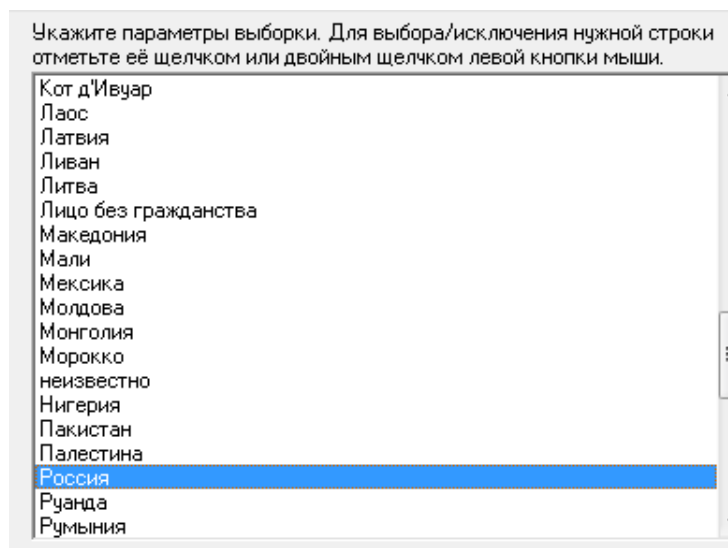 Укажите параметры выборки. Для выбора/исключения нужной строки
отметьте её щелчком или двойным щелчком левой кнопки мыши.
Кот д'Ивуар
Лаос
Латвия
Ливан
Литва
Лицо без гражданства
Македония
Мали
Мексика
Молдова
Монголия
Морокко
неизвестно
Нигерия
Пакистан
Палестина
Россия
Руанда
Румыния